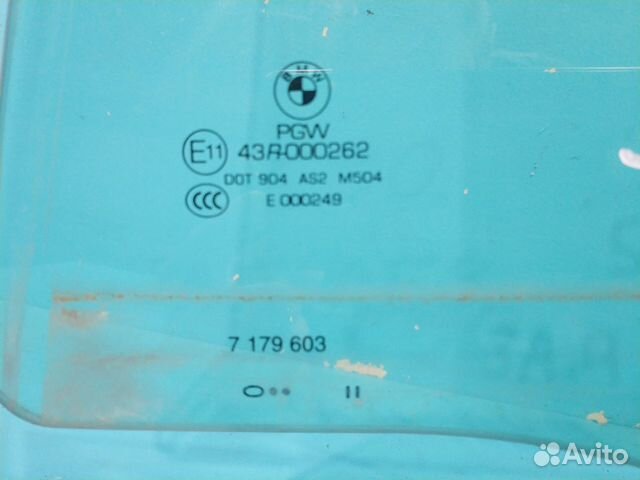 BMW
PGW
E11 43R-000262
DOT 904 AS2 M504
CCC E 000249
7 179 603
O•• II
Avito